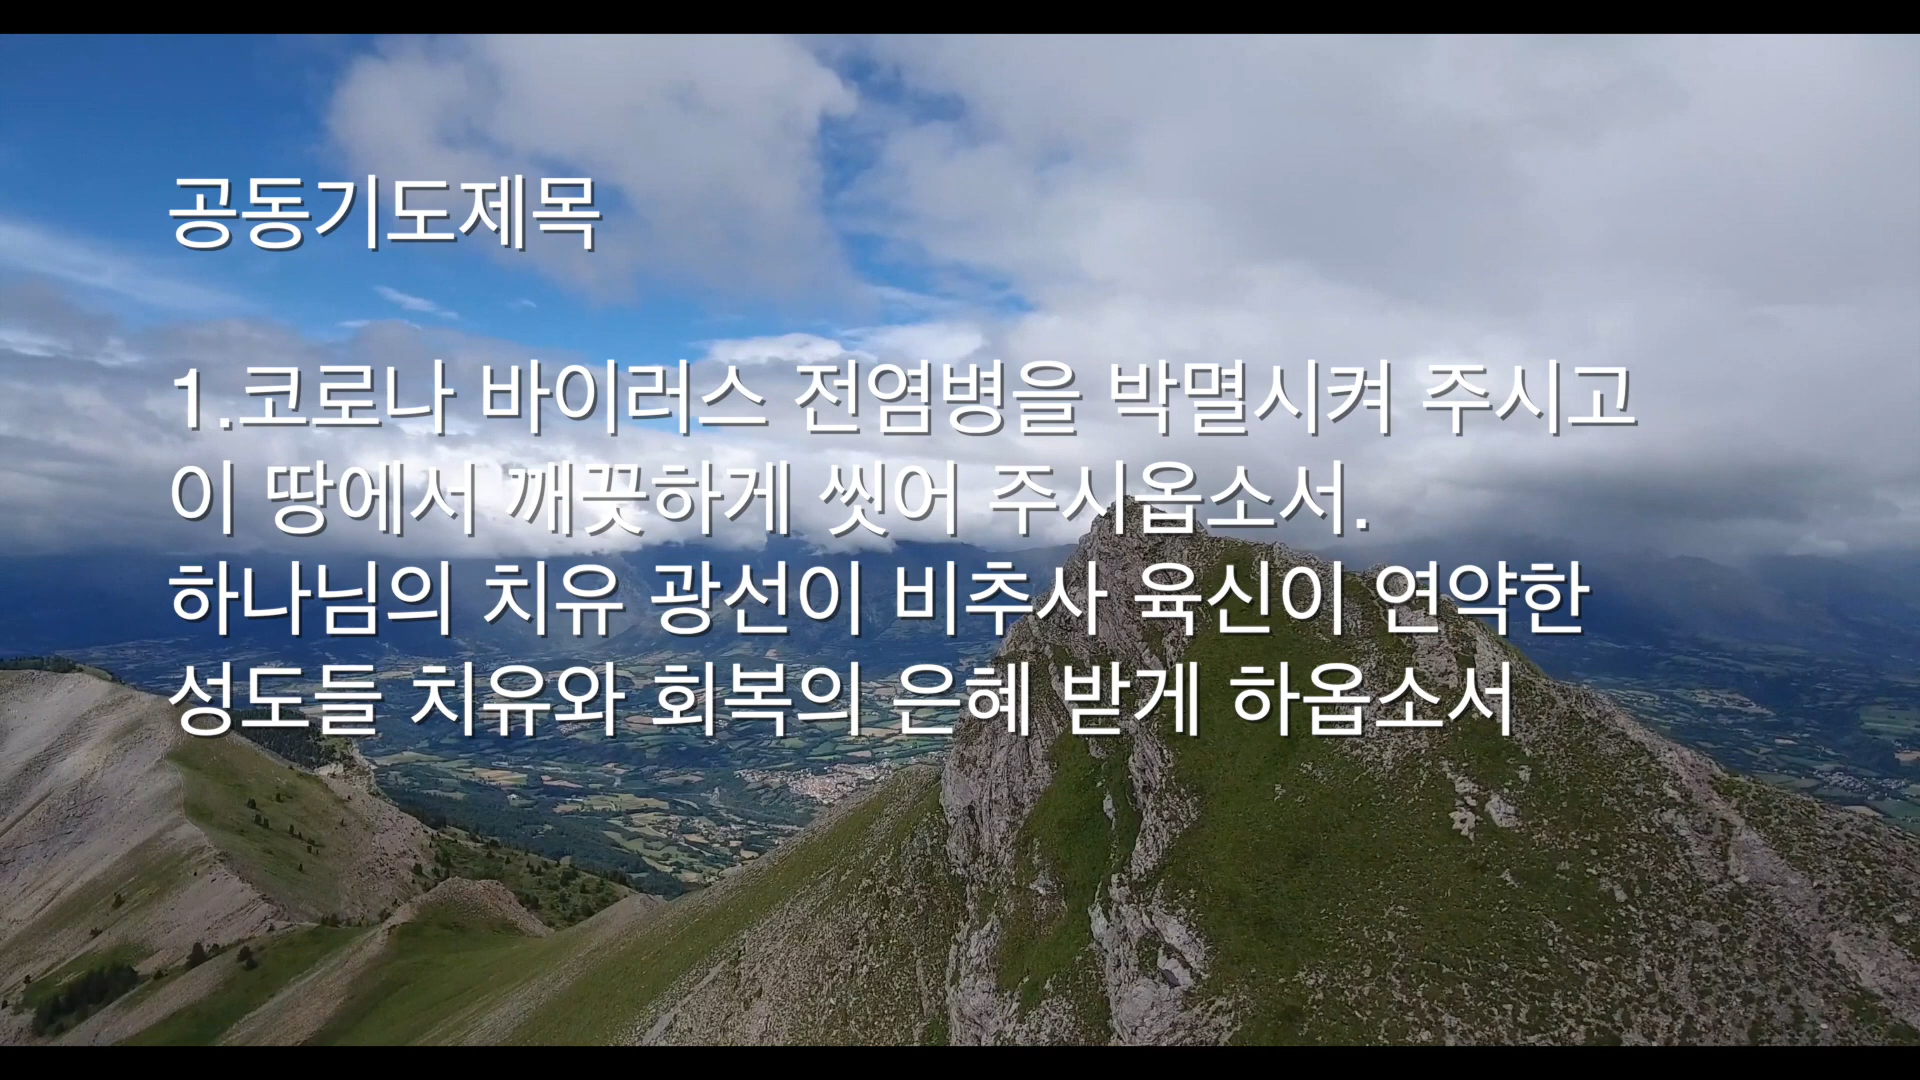 공동기도제목
1.코로나 바이러스 전염병을 박멸시켜 주시고
이 땅에서 깨끗하게 씻어 주시옵소서.
하나님의 치유 광선이 비추사 육신이 연약한
성도들 치유와 회복의 은혜 받게 하옵소서